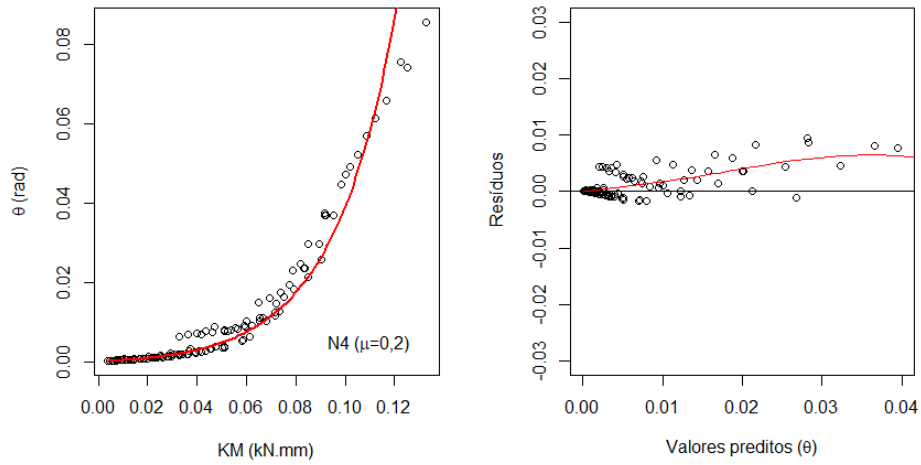 0.00 0.02 0.04 0.06 0.08
θ (rad)
N4 (μ=0,2)
0.00 0.02 0.04 0.06 0.08 0.10 0.12
KM (kN.mm)
-0.03 -0.02 -0.01 0.00 0.01 0.02 0.03
Resíduos
0.00 0.01 0.02 0.03 0.04
Valores preditos (θ)